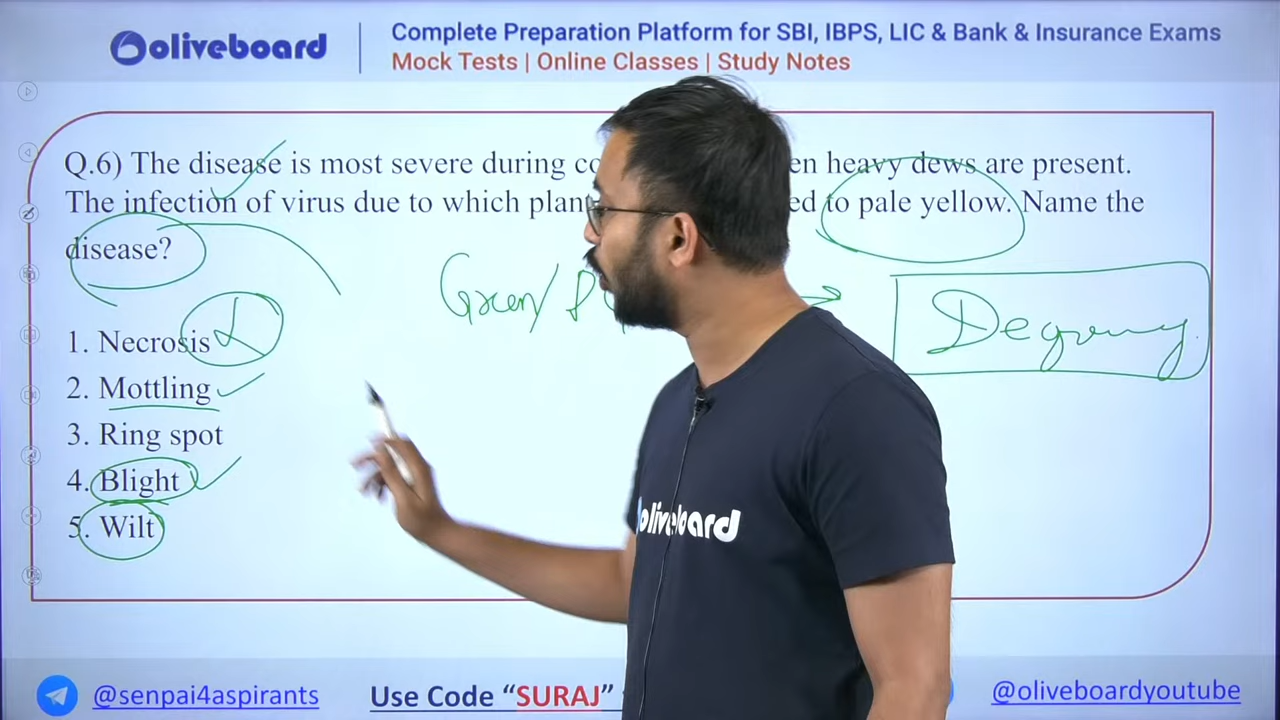 oliveboard
Complete Preparation Platform for SBI, IBPS, LIC & Bank & Insurance Exams
Mock Tests | Online Classes | Study Notes
Q.6) The disease is most severe during co en heavy dews are present.
The infection of virus due to which plant ed to pale yellow. Name the
disease?
Green/
1. Necrosis
2. Mottling
3. Ring spot
4. Blight
5. Wilt
oliveboard
@senpai4aspirants
Use Code “SURAJ”
@oliveboardyoutube